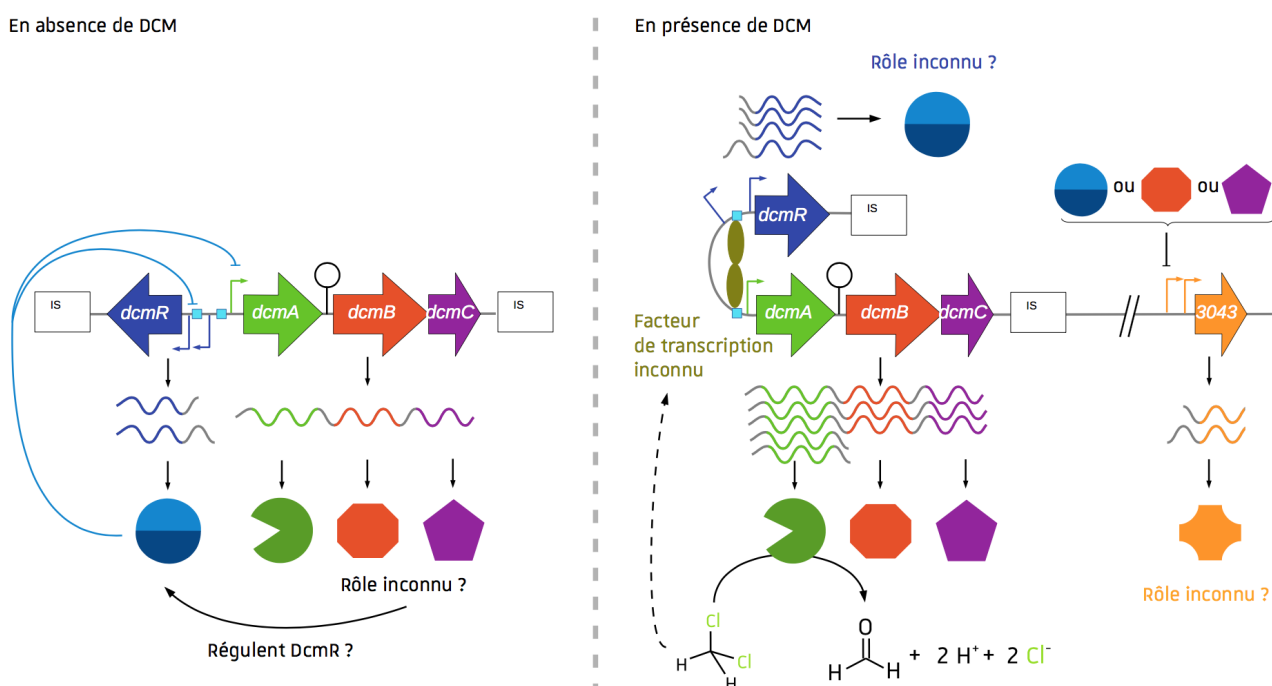 En absence de DCM
IS
dcmR
dcmA
dcmB
dcmC
IS
Rôle inconnu ?
Régulent DcmR ?
En présence de DCM
Rôle inconnu ?
ou
ou
dcmR
IS
dcmA
dcmB
dcmC
IS
//
3043
Facteur
de transcription
inconnu
Rôle inconnu ?
Cl
Cl
H
H
O
H
H
+ 2 H⁺ + 2 Cl⁻